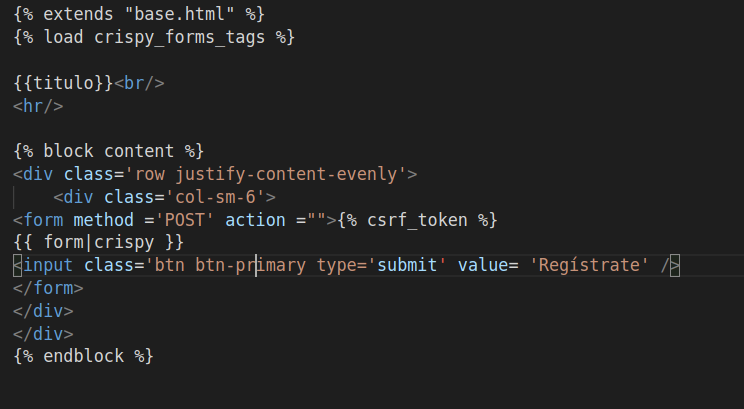 {% extends "base.html" %}
{% load crispy_forms_tags %}
{{titulo}}<br/>
<hr/>
{% block content %}
<div class='row justify-content-evenly'>
<div class='col-sm-6'>
<form method ='POST' action ="">{% csrf_token %}
{{ form|crispy }}
<input class='btn btn-primary type='submit' value= 'Regístrate' />
</form>
</div>
</div>
{% endblock %}